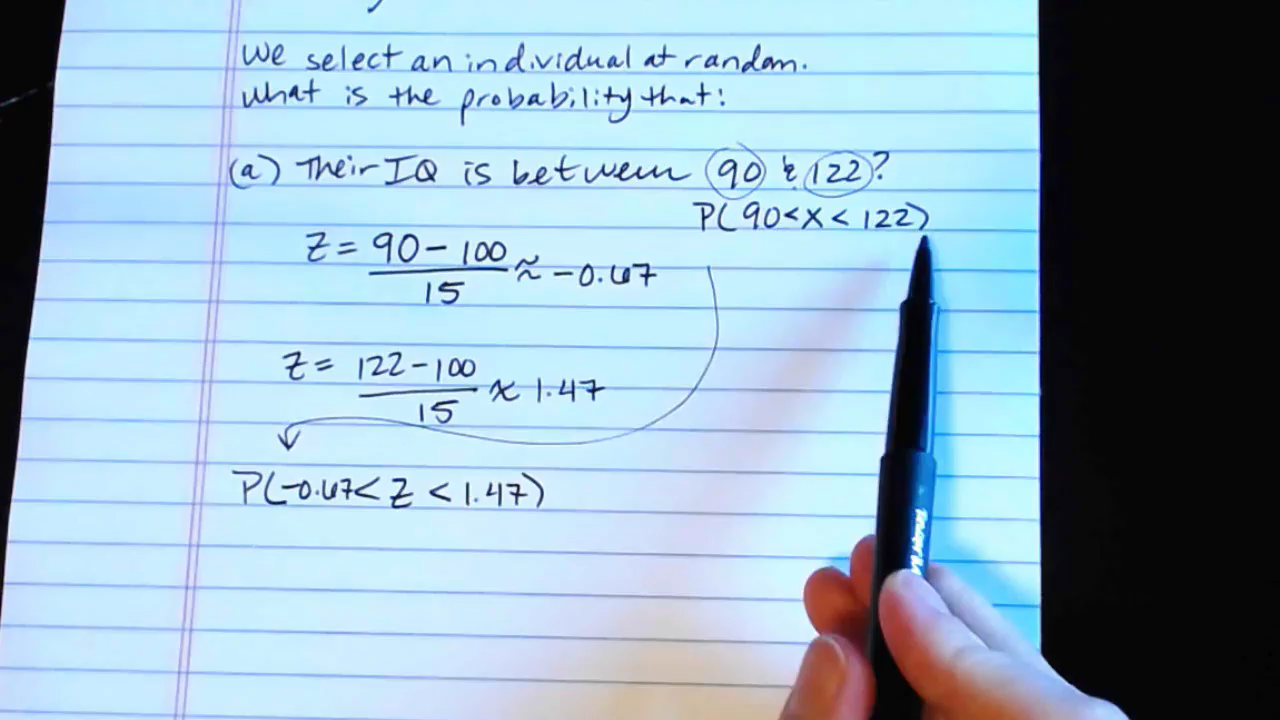 We select an individual at random.
What is the probability that:
(a) Their IQ is between 90 & 122?
P(90<X<122)
Z = 90 - 100 / 15 ≈ -0.67
Z = 122 - 100 / 15 ≈ 1.47
P(-0.67< Z < 1.47)